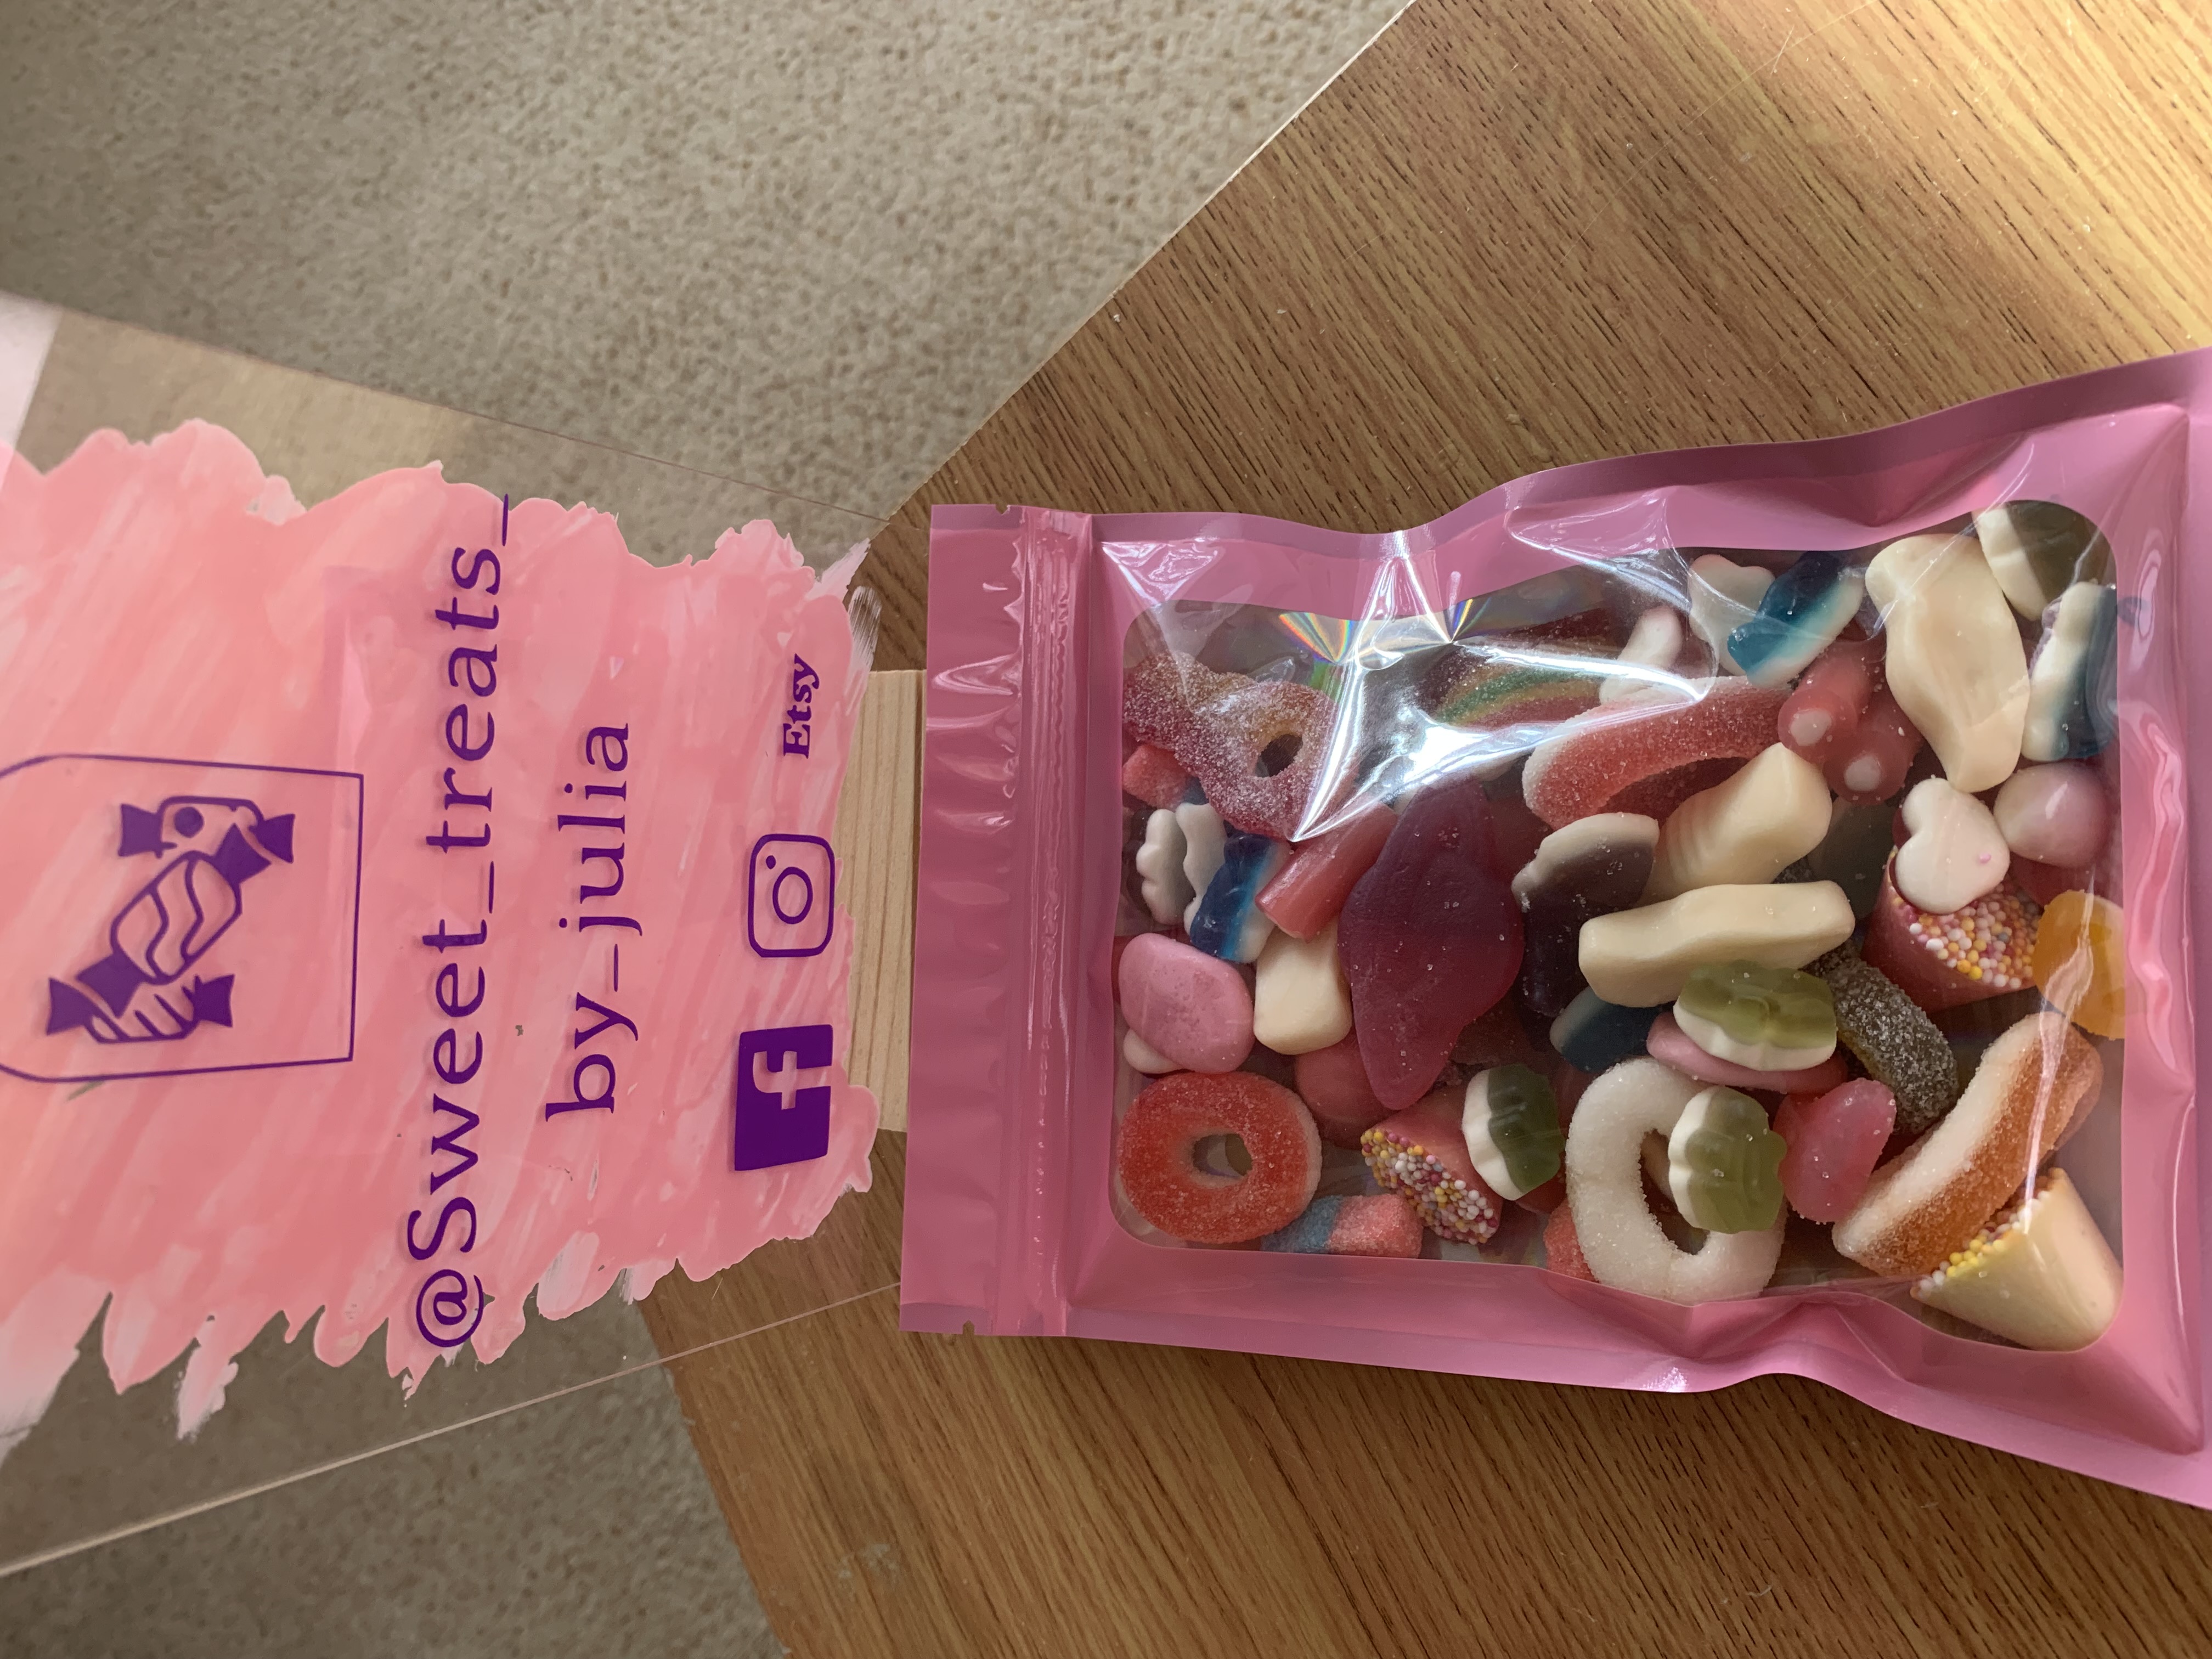 @Sweet_treats_
by_julia
f
Etsy